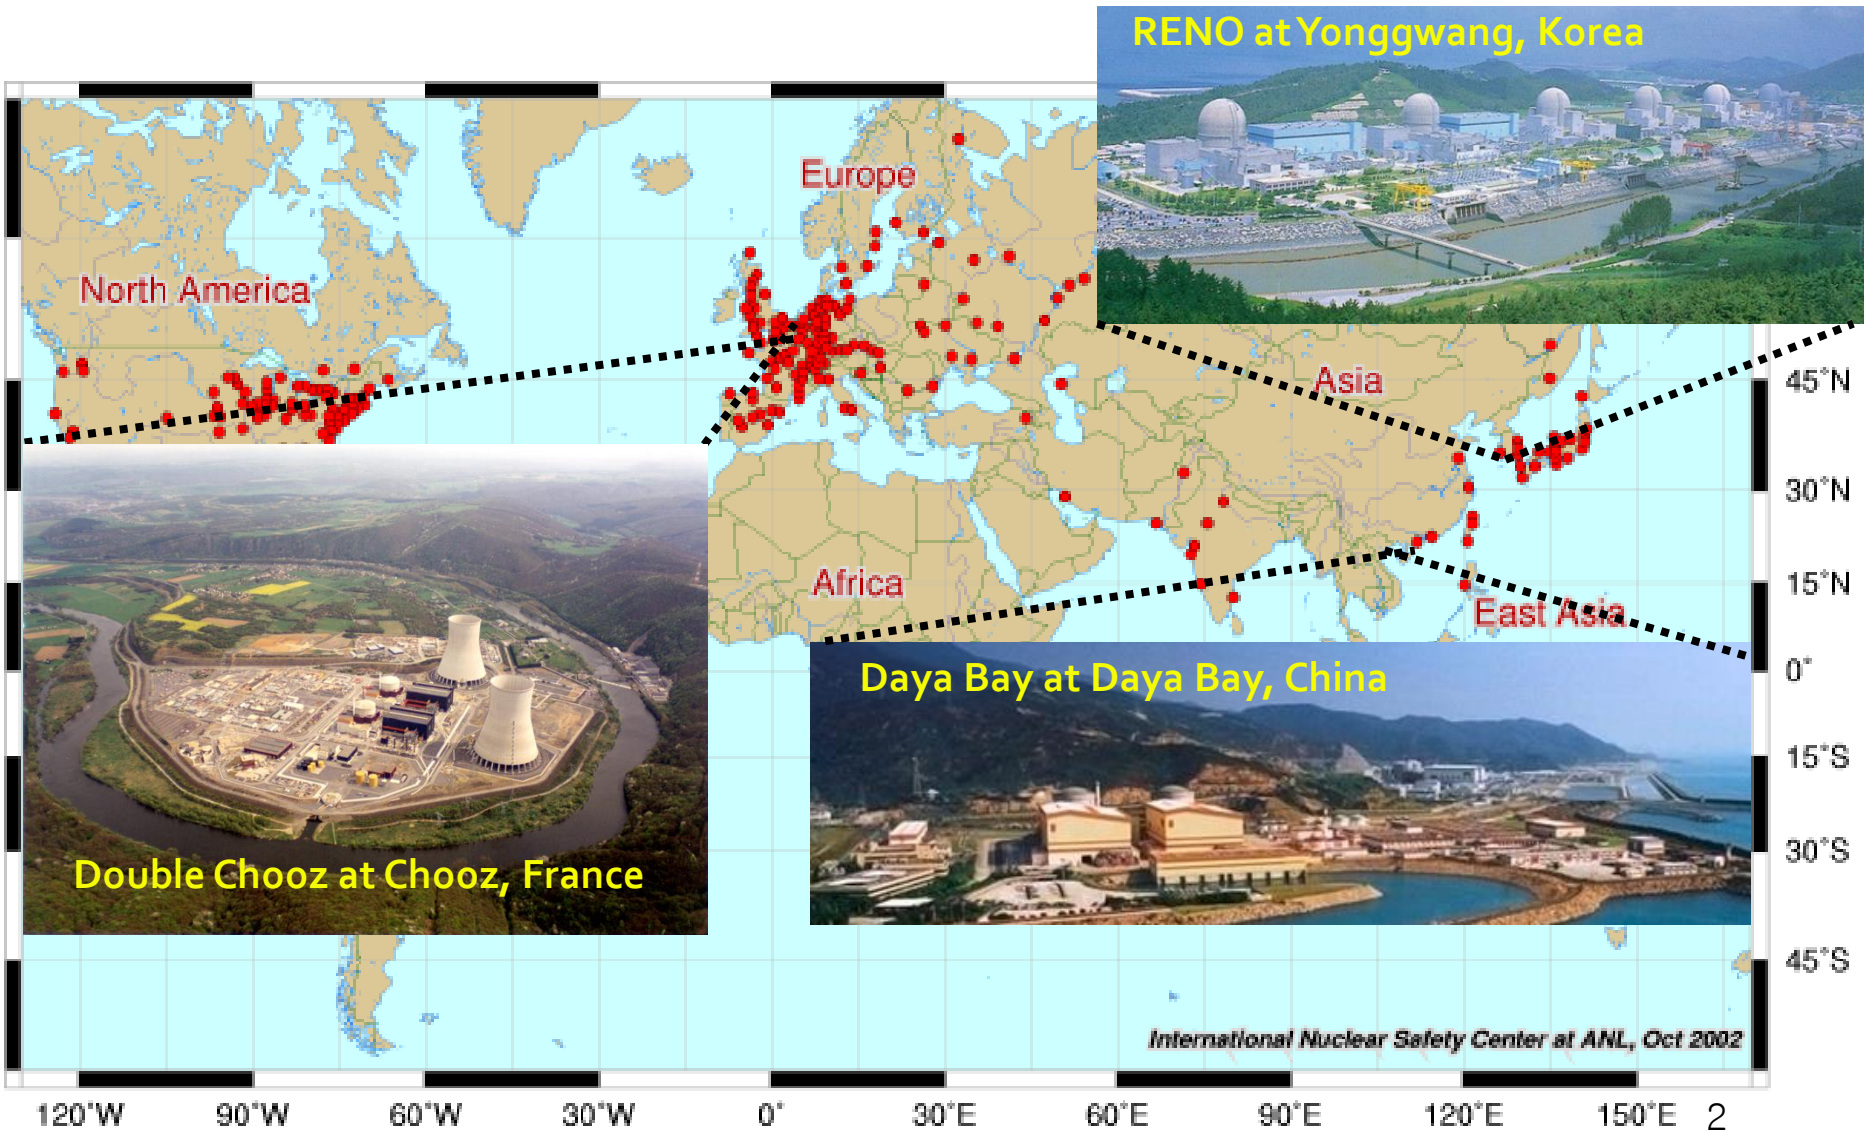 RENO at Yonggwang, Korea
Europe
North America
Asia
45°N
30°N
Africa
15°N
East Asia
0°
Daya Bay at Daya Bay, China
15°S
30°S
Double Chooz at Chooz, France
45°S
International Nuclear Safety Center at ANL, Oct 2002
120°W 90°W 60°W 30°W 0° 30°E 60°E 90°E 120°E 150°E 2